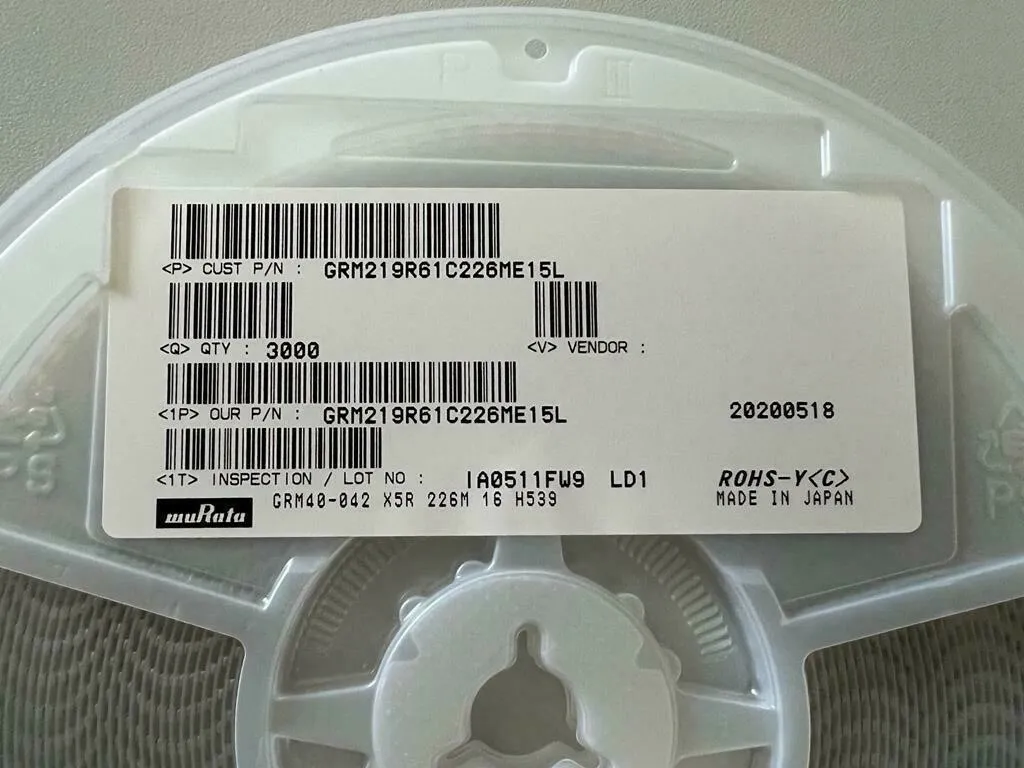 <P> CUST P/N : GRM219R61C226ME15L
<Q> QTY : 3000
<V> VENDOR :
<1P> OUR P/N : GRM219R61C226ME15L
20200518
<1T> INSPECTION / LOT NO : IA0511FW9 LD1
ROHS-Y<C>
muRata
GRM40-042 X5R 226M 16 H539
MADE IN JAPAN